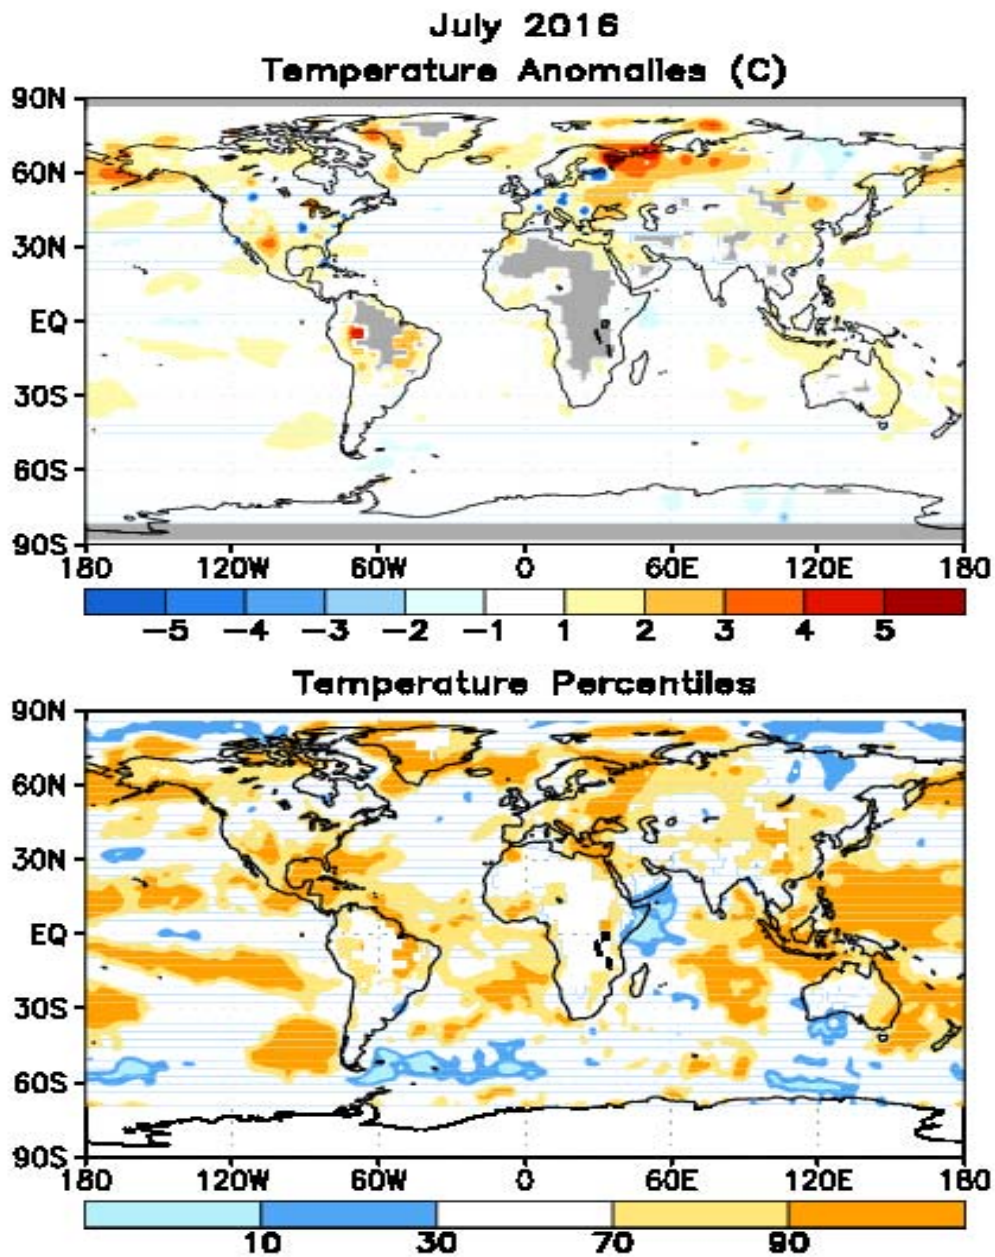 July 2016
Temperature Anomalies (C)
90N
60N
30N
EQ
30S
60S
90S
180 120W 60W 0 60E 120E 180
−5 −4 −3 −2 −1 1 2 3 4 5
Temperature Percentiles
90N
60N
30N
EQ
30S
60S
90S
180 120W 60W 0 60E 120E 180
10 30 70 90